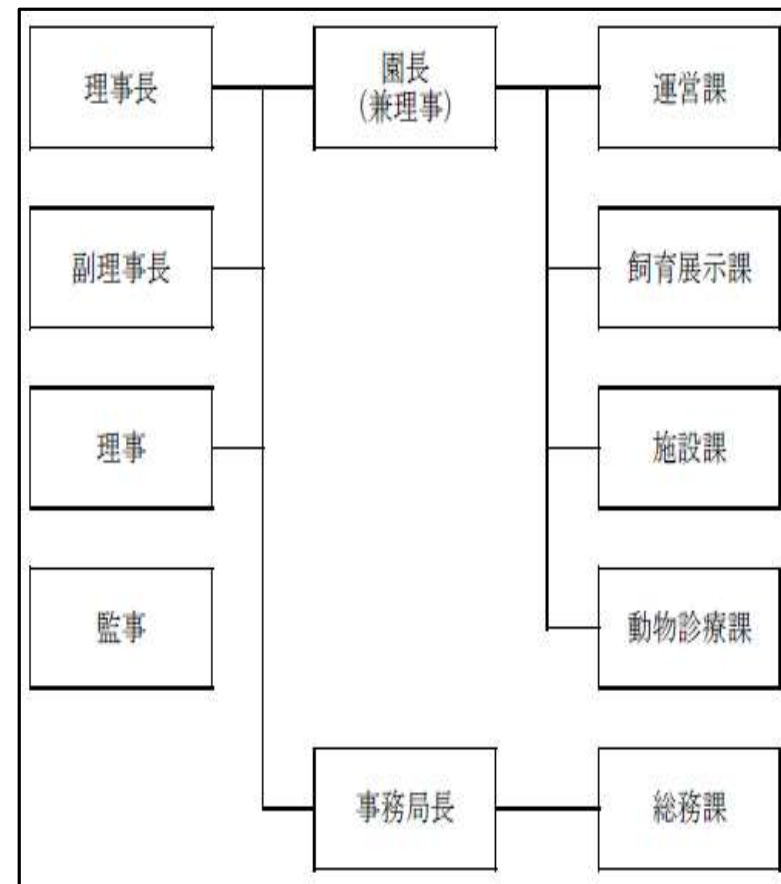 理事長
園長
(兼理事)
運営課
副理事長
飼育展示課
理事
施設課
監事
動物診療課
事務局長
総務課